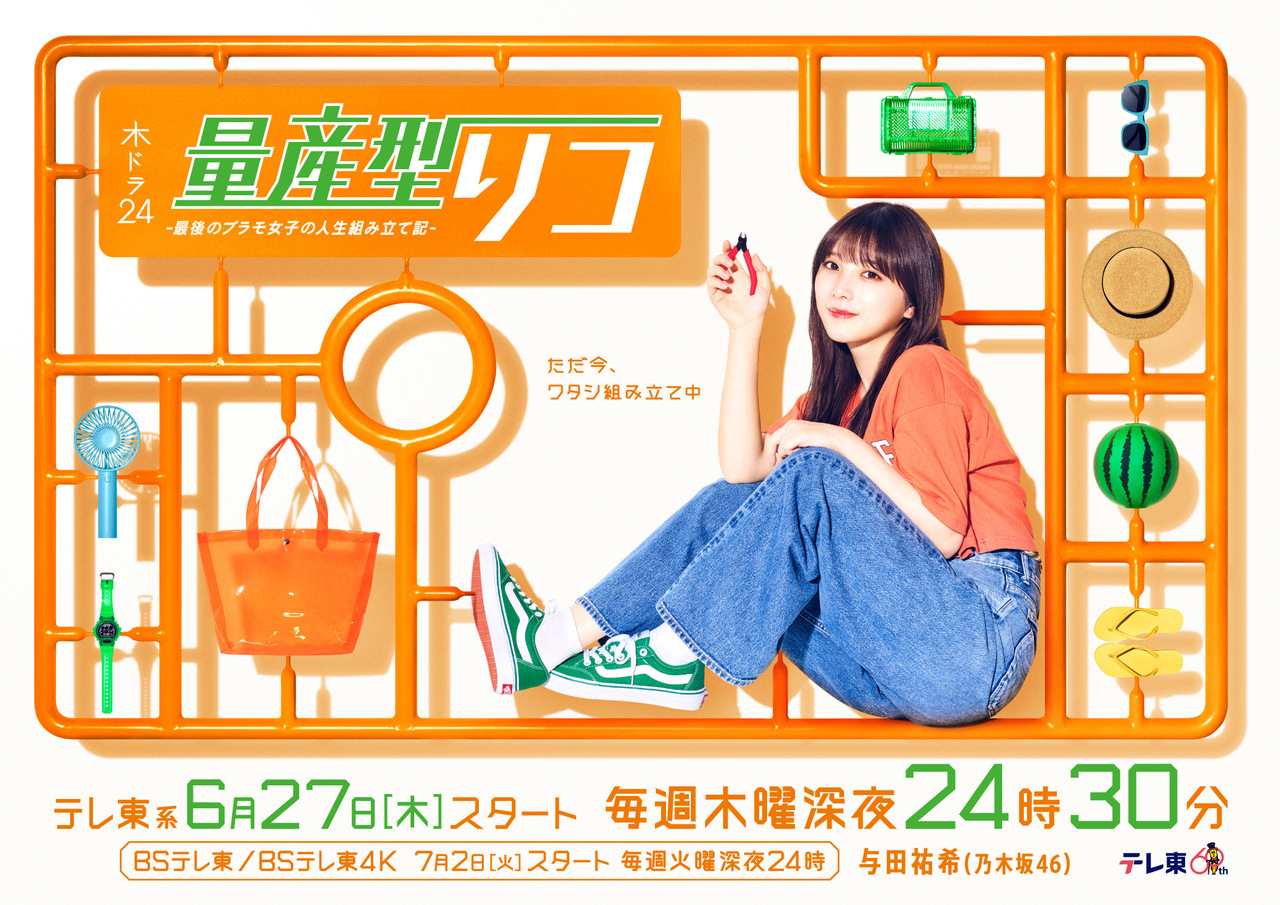 木ドラ24
量産型リコ
-最後のプラモ女子の人生組み立て記-
ただ今、
ワタシ組み立て中
テレ東系6月27日[木]スタート 毎週木曜深夜24時30分
BSテレ東/BSテレ東4K 7月2日[火]スタート 毎週火曜深夜24時
与田祐希(乃木坂46)
テレ東60th